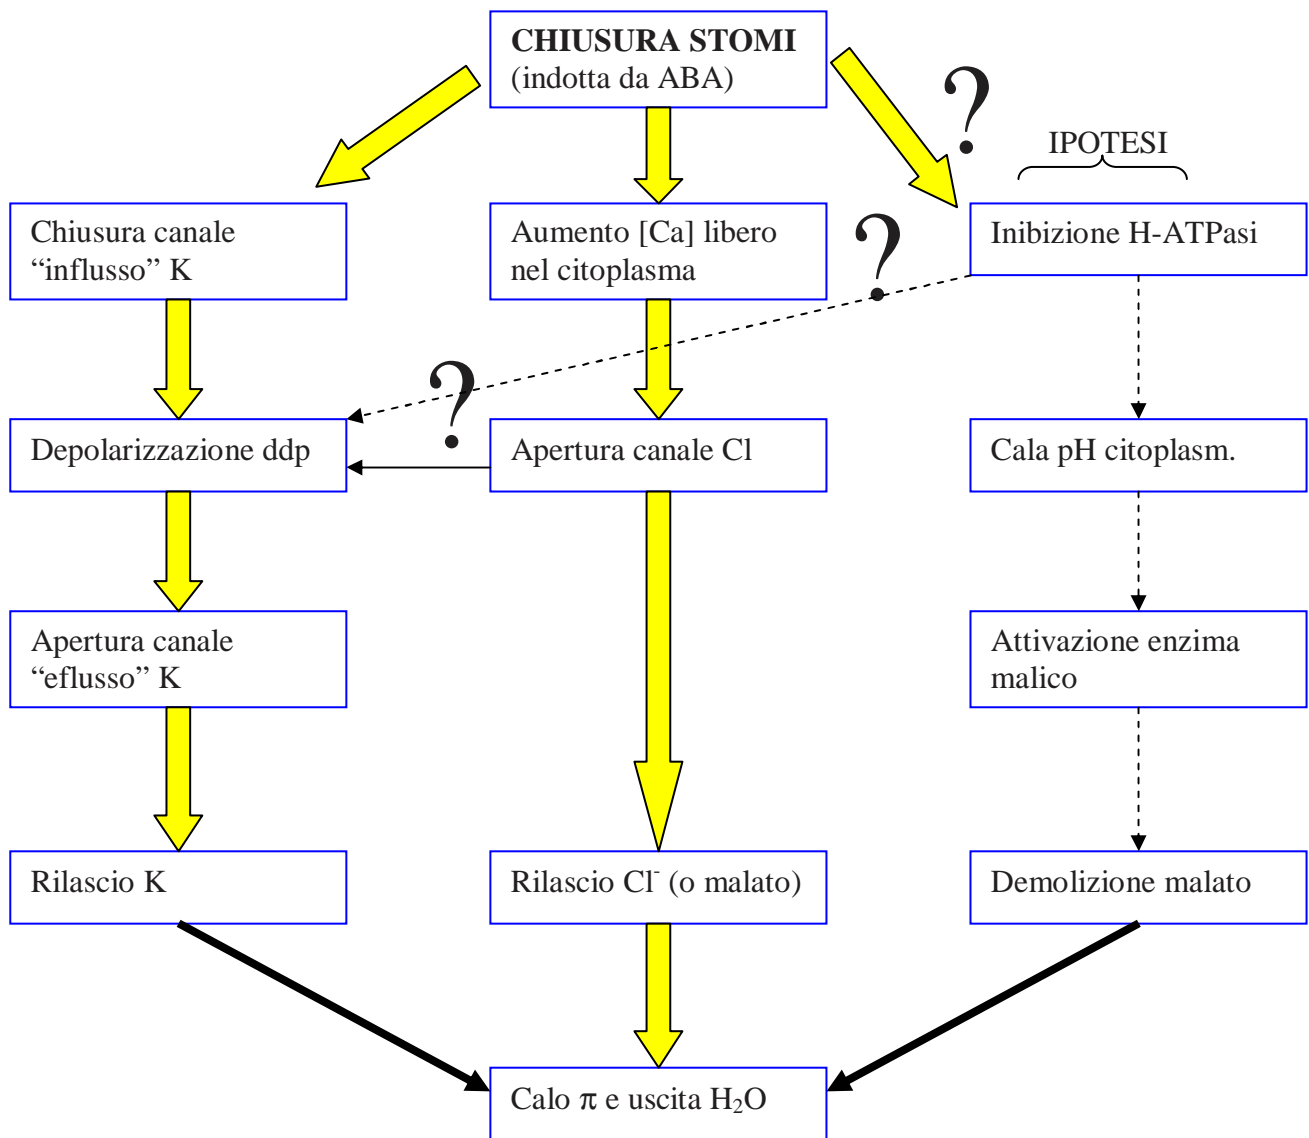 CHIUSURA STOMI
(indotta da ABA)
?
IPOTESI
Chiusura canale
“influsso” K
Aumento [Ca] libero
nel citoplasma
?
Inibizione H-ATPasi
?
Depolarizzazione ddp
Apertura canale Cl
Cala pH citoplasm.
Apertura canale
“eflusso” K
Attivazione enzima
malico
Rilascio K
Rilascio Cl⁻ (o malato)
Demolizione malato
Calo π e uscita H₂O